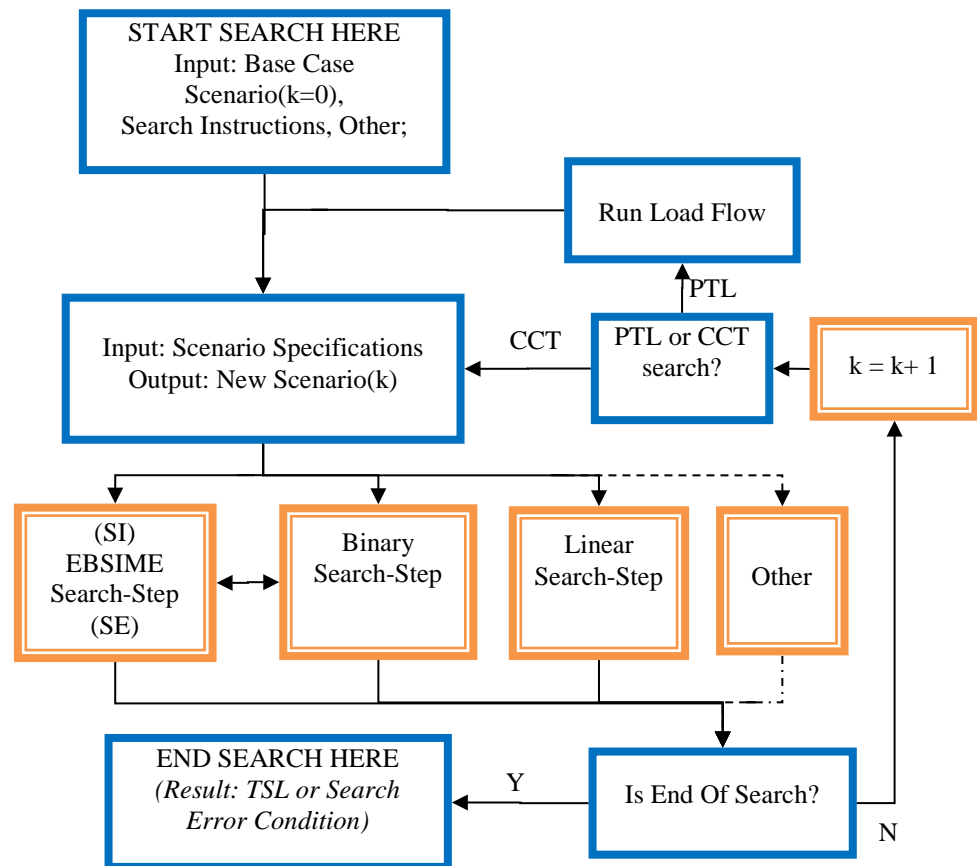 START SEARCH HERE
Input: Base Case
Scenario(k=0),
Search Instructions, Other;
Run Load Flow
PTL
Input: Scenario Specifications
Output: New Scenario(k)
CCT
PTL or CCT
search?
k = k+ 1
(SI)
EBSIME
Search-Step
(SE)
Binary
Search-Step
Linear
Search-Step
Other
END SEARCH HERE
(Result: TSL or Search
Error Condition)
Y
Is End Of Search?
N